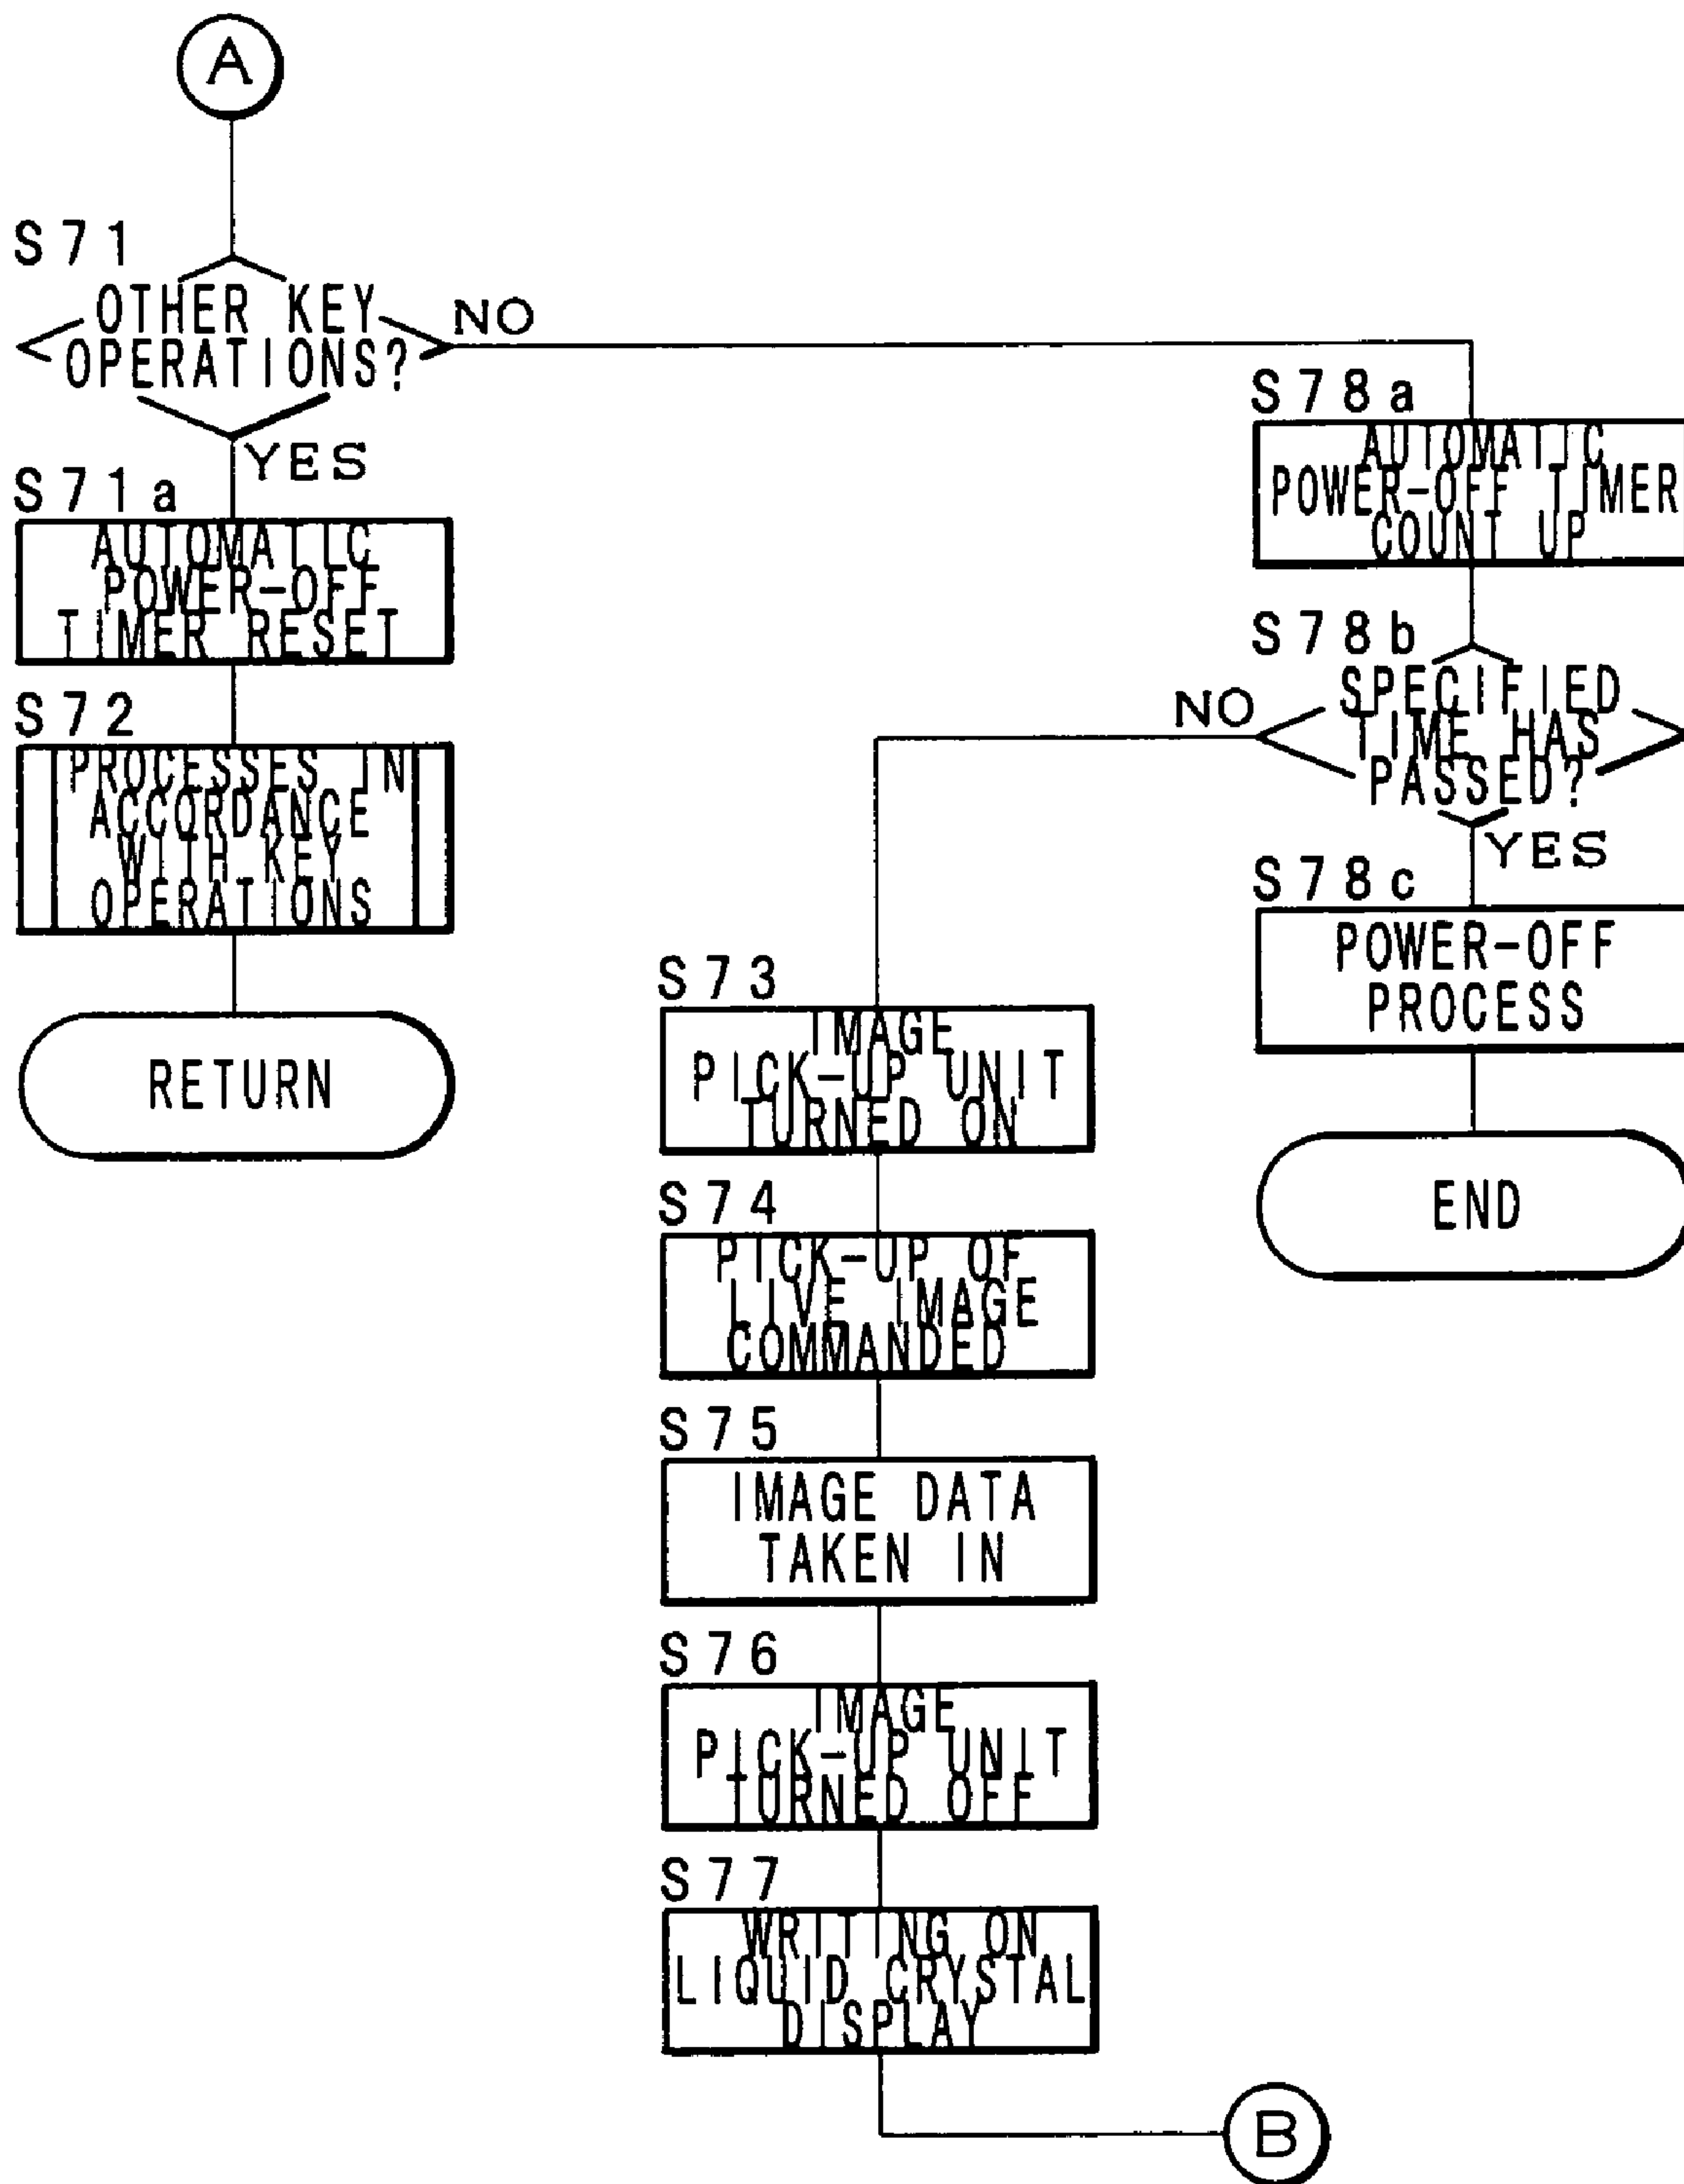 A
S71
OTHER KEY
OPERATIONS?
NO
YES
S71a
AUTOMATIC
POWER-OFF
TIMER RESET
S72
PROCESSES IN
ACCORDANCE
WITH KEY
OPERATIONS
RETURN
S78a
AUTOMATIC
POWER-OFF TIMER
COUNT UP
S78b
SPECIFIED
TIME HAS
PASSED?
NO
YES
S78c
POWER-OFF
PROCESS
END
S73
IMAGE
PICK-UP UNIT
TURNED ON
S74
PICK-UP OF
LIVE IMAGE
COMMANDED
S75
IMAGE DATA
TAKEN IN
S76
IMAGE
PICK-UP UNIT
TURNED OFF
S77
WRITING ON
LIQUID CRYSTAL
DISPLAY
B